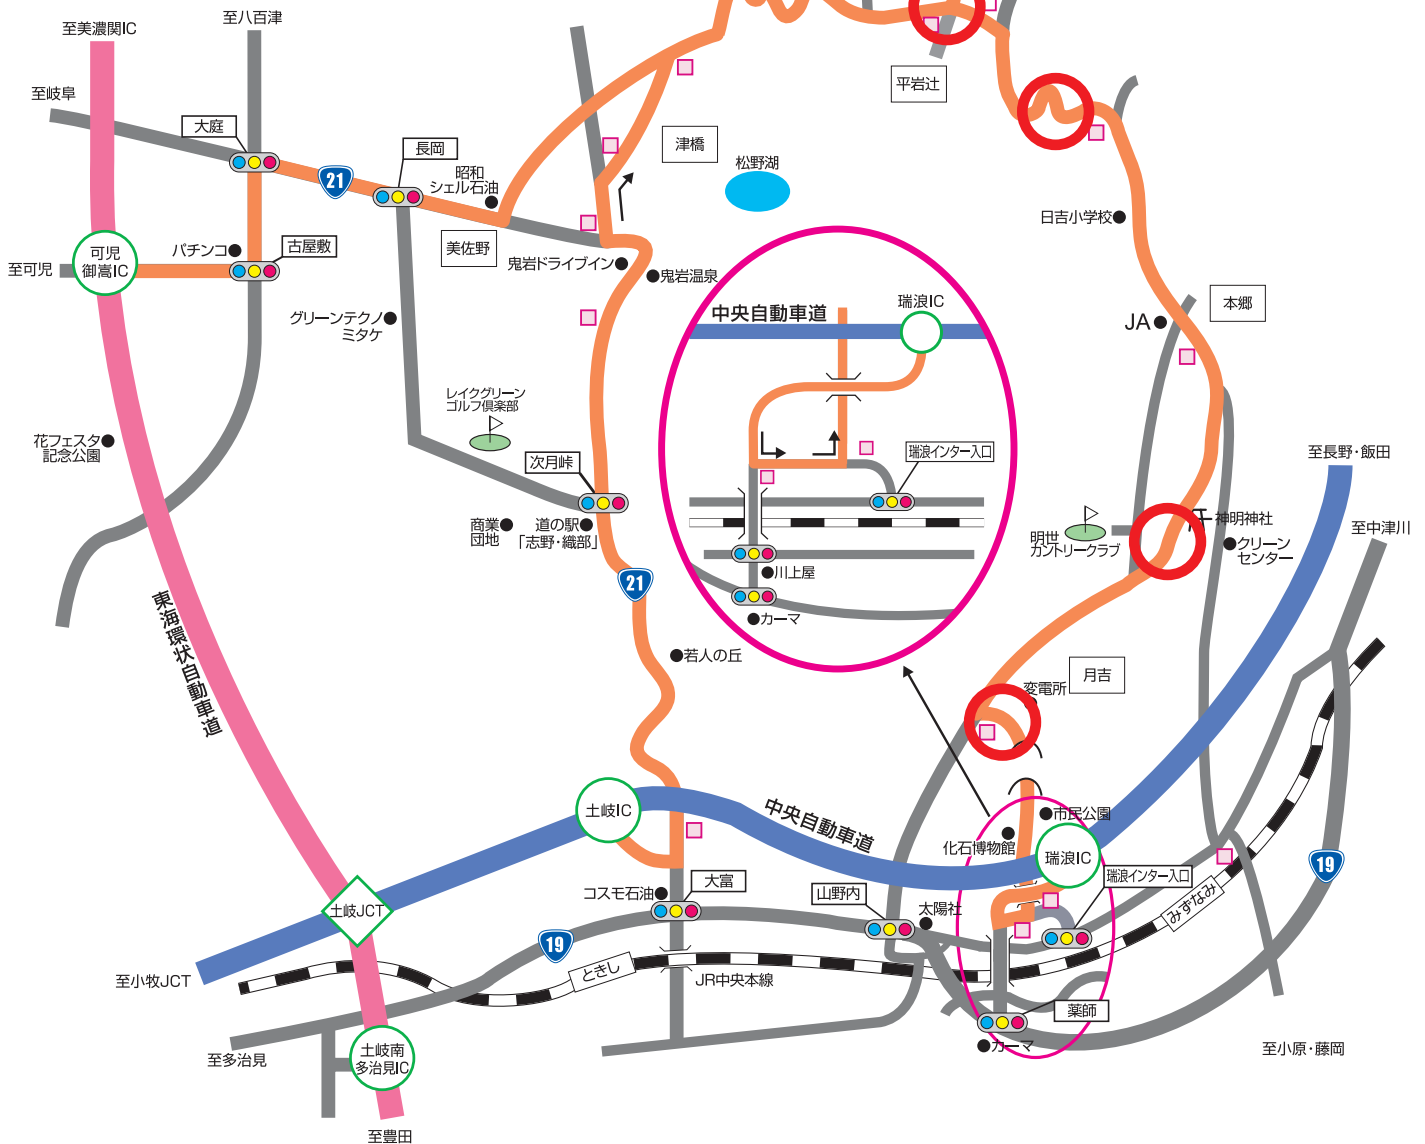 至八百津
至美濃関IC
平岩辻
至岐阜
大庭
長岡
津橋
松野湖
昭和
シェル石油
21
日吉小学校
パチンコ
古屋敷
美佐野
可児
御嵩IC
至可児
鬼岩ドライブイン
鬼岩温泉
本郷
瑞浪IC
中央自動車道
グリーンテクノ
ミタケ
JA
レイクグリーン
ゴルフ倶楽部
花フェスタ
記念公園
瑞浪インター入口
至長野・飯田
次月峠
商業
団地
道の駅
「志野・織部」
神明神社
至中津川
明世
カントリークラブ
クリーン
センター
川上屋
21
カーマ
東海環状自動車道
若人の丘
月吉
変電所
土岐IC
中央自動車道
市民公園
化石博物館
瑞浪IC
19
大富
コスモ石油
山野内
瑞浪インター入口
土岐JCT
太陽社
みずなみ
19
ときし
至小牧JCT
JR中央本線
薬師
カーマ
土岐南
多治見IC
至多治見
至小原・藤岡
至豊田